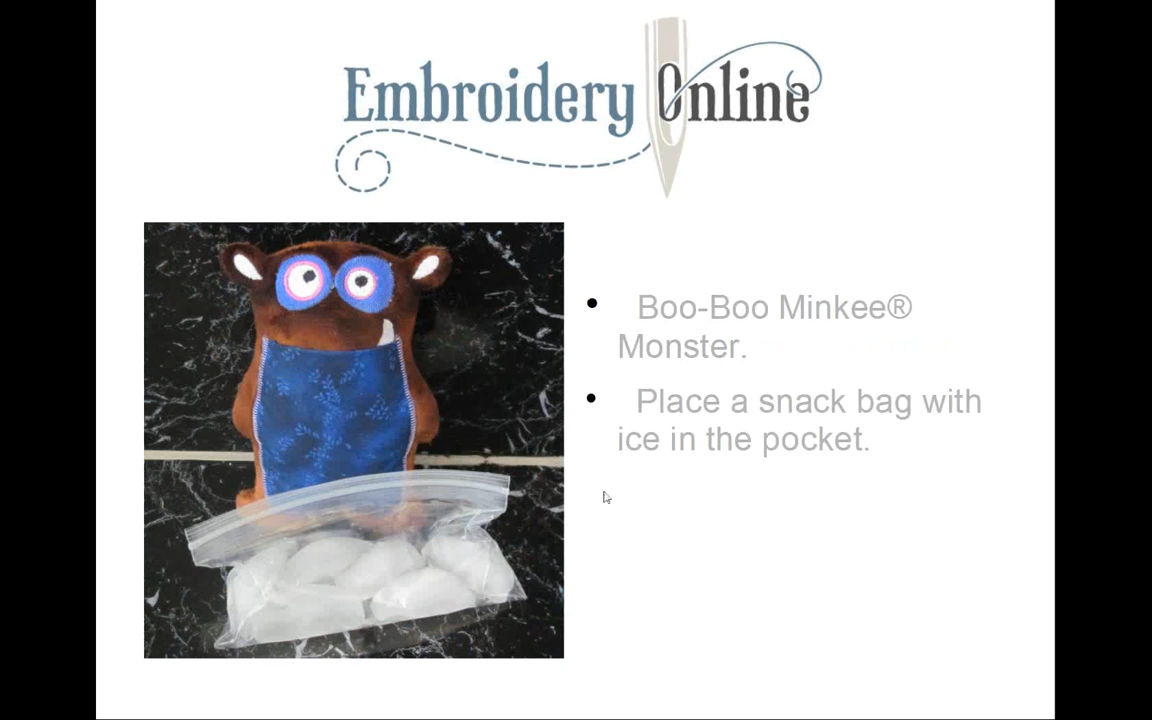 Embroidery Online
Boo-Boo Minkee®
Monster.
Place a snack bag with
ice in the pocket.